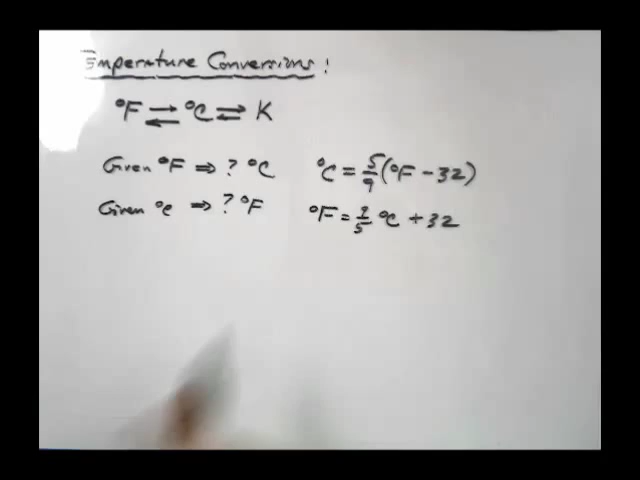 Temperature Conversions:
°F ⇄ °C ⇄ K
Given °F ⇒ ? °C °C = 5/9 (°F - 32)
Given °C ⇒ ? °F °F = 9/5 °C + 32